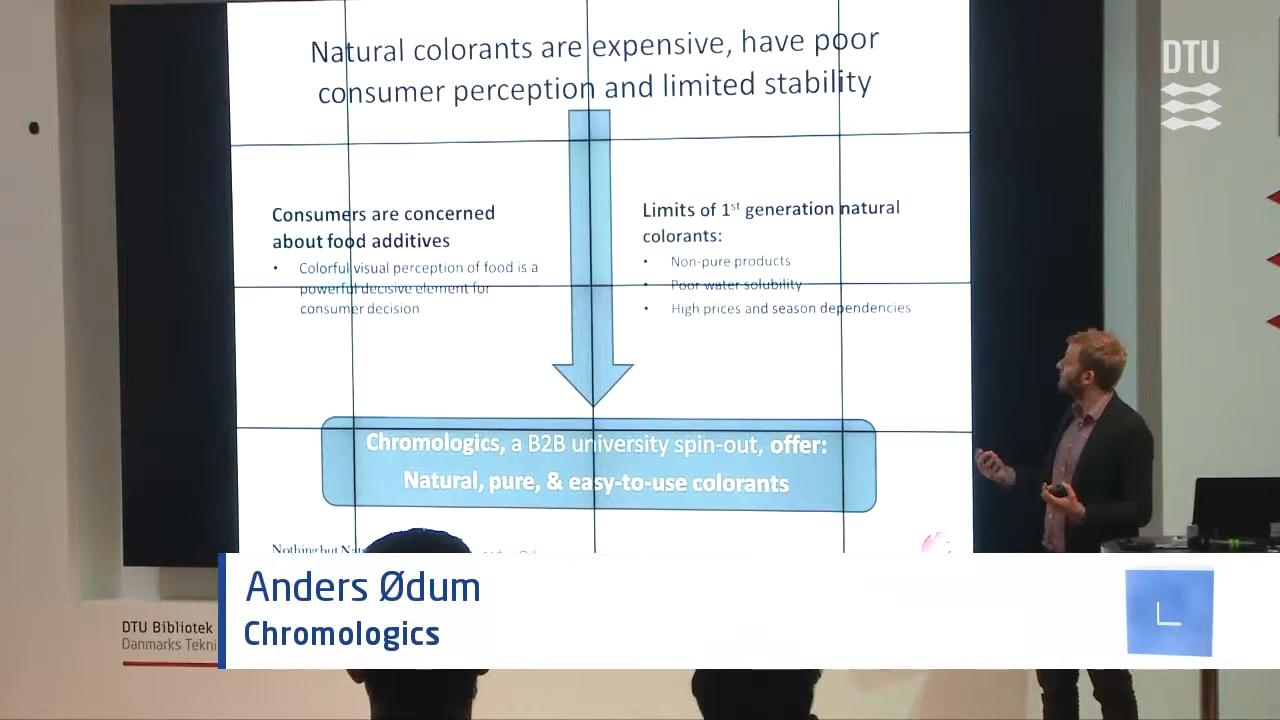 Natural colorants are expensive, have poor
consumer perception and limited stability
DTU
Consumers are concerned
about food additives
• Colorful visual perception of food is a
powerful decisive element for
consumer decision
Limits of 1st generation natural
colorants:
• Non-pure products
• Poor water solubility
• High prices and season dependencies
Chromologics, a B2B university spin-out, offer:
Natural, pure, & easy-to-use colorants
Nothing but
Anders Ødum
Chromologics
DTU Bibliotek
Danmarks Tekni